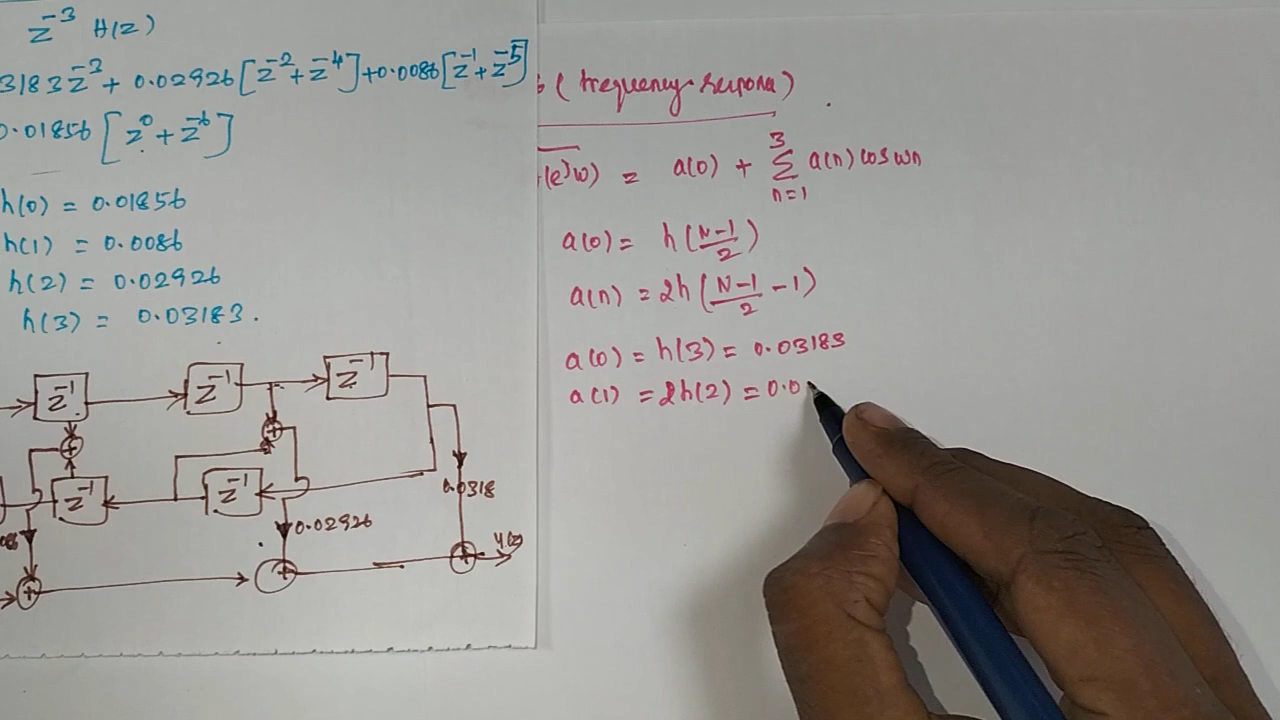 z⁻³ H(z)
3183 z⁻³ + 0.02926 [z⁻² + z⁻⁴] + 0.0086 [z⁻¹ + z⁻⁵]
0.01856 [z⁰ + z⁻⁶]
h(0) = 0.01856
h(1) = 0.0086
h(2) = 0.02926
h(3) = 0.03183.
z⁻¹ z⁻¹ z⁻¹
+ +
z⁻¹ z⁻¹
0.0318
0.02926
+ + + Y(z)
(frequency
(e^jw) = a(0) + Σ_{n=1}^{3} a(n) cos wn
a(0) = h((N-1)/2)
a(n) = 2h((N-1)/2 - 1)
a(0) = h(3) = 0.03183
a(1) = 2h(2) = 0.0